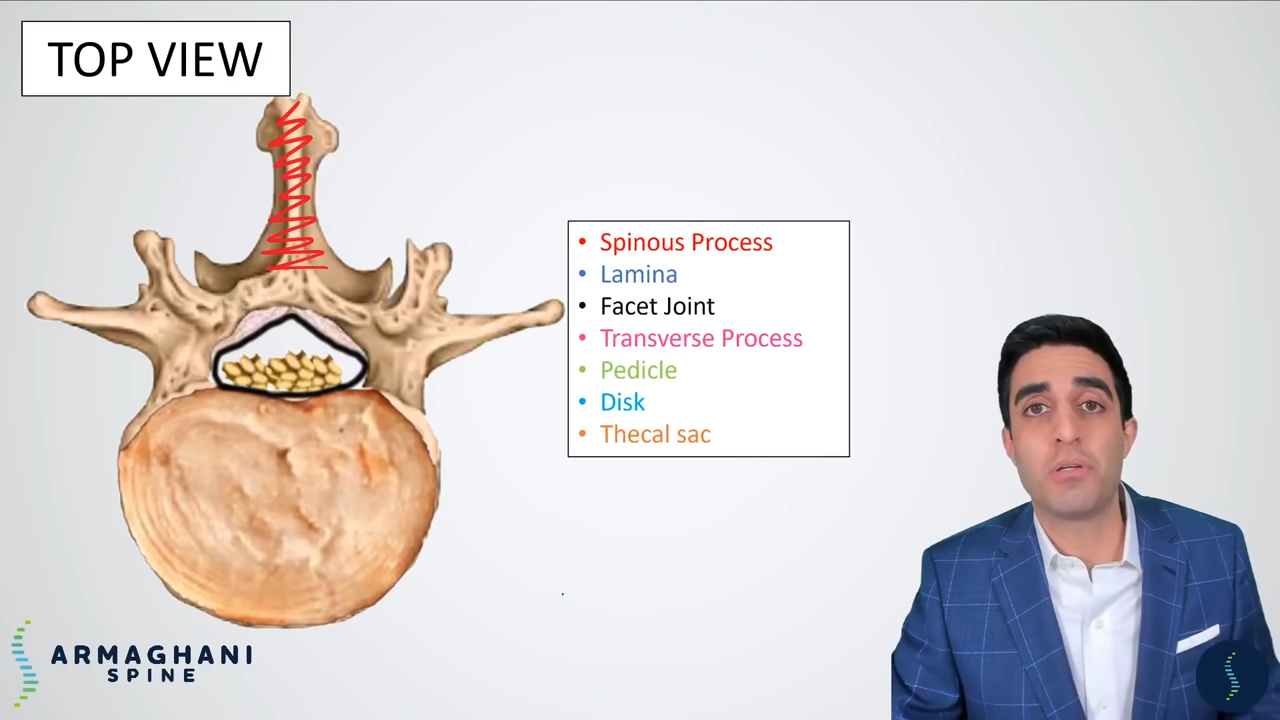 TOP VIEW
• Spinous Process
• Lamina
• Facet Joint
• Transverse Process
• Pedicle
• Disk
• Thecal sac
ARMAGHANI
SPINE